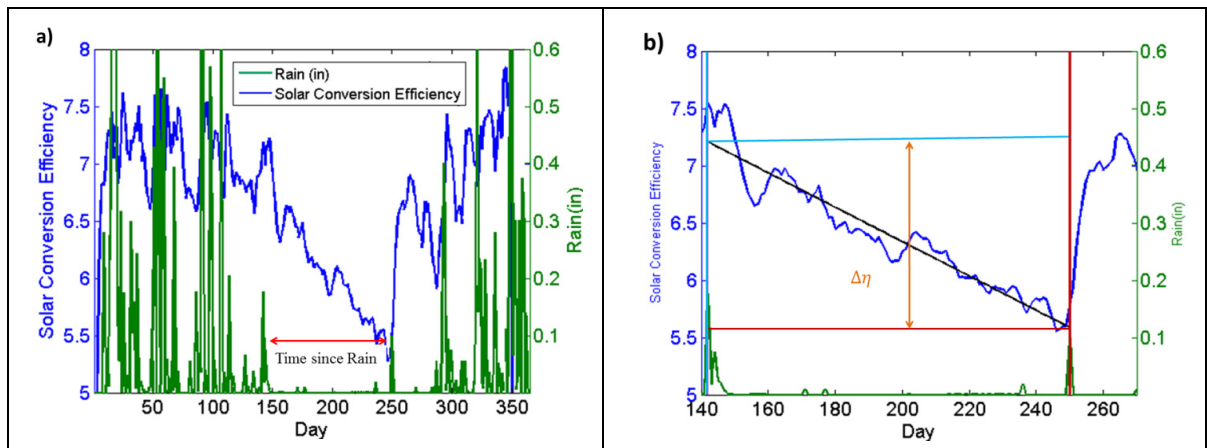 a)
8
7.5
7
6.5
6
5.5
5
Solar Conversion Efficiency
Rain (in)
Solar Conversion Efficiency
Time since Rain
0.6
0.5
0.4
0.3
0.2
0.1
Rain(in)
50 100 150 200 250 300 350
Day
b)
8
7.5
7
6.5
6
5.5
5
Solar Conversion Efficiency
Δη
0.6
0.5
0.4
0.3
0.2
0.1
0
Rain(in)
140 160 180 200 220 240 260
Day